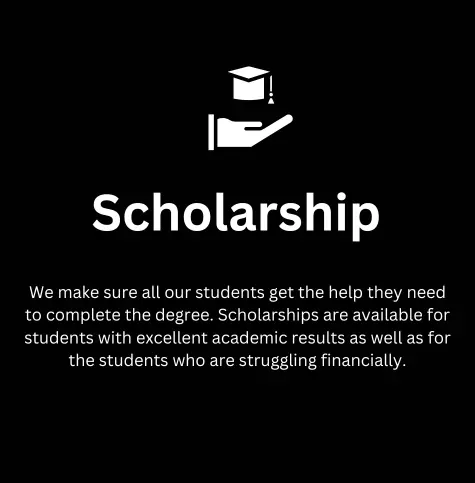 Scholarship
We make sure all our students get the help they need
to complete the degree. Scholarships are available for
students with excellent academic results as well as for
the students who are struggling financially.